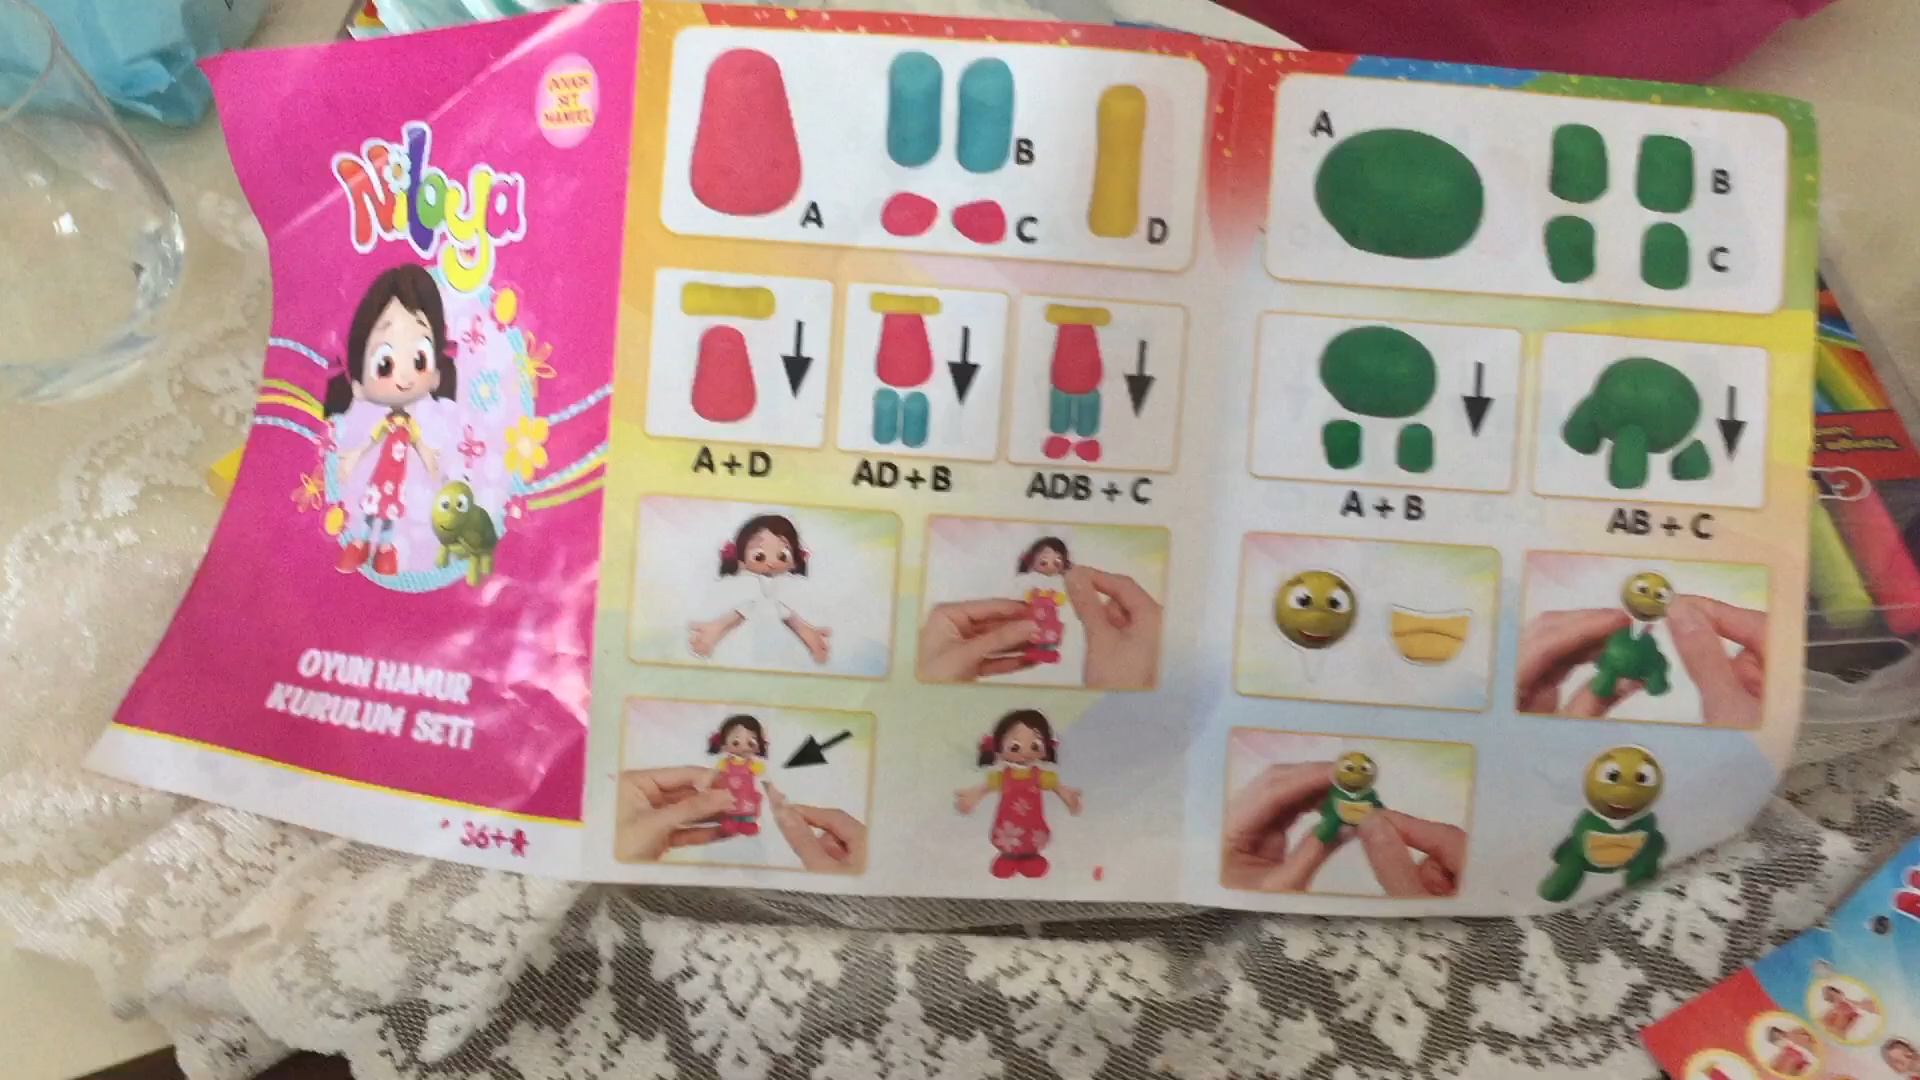 Niloya
OYUN HAMUR
KURULUM SETİ
36+
A
B
C
D
A+D
AD+B
ADB + C
A
B
C
A + B
AB + C